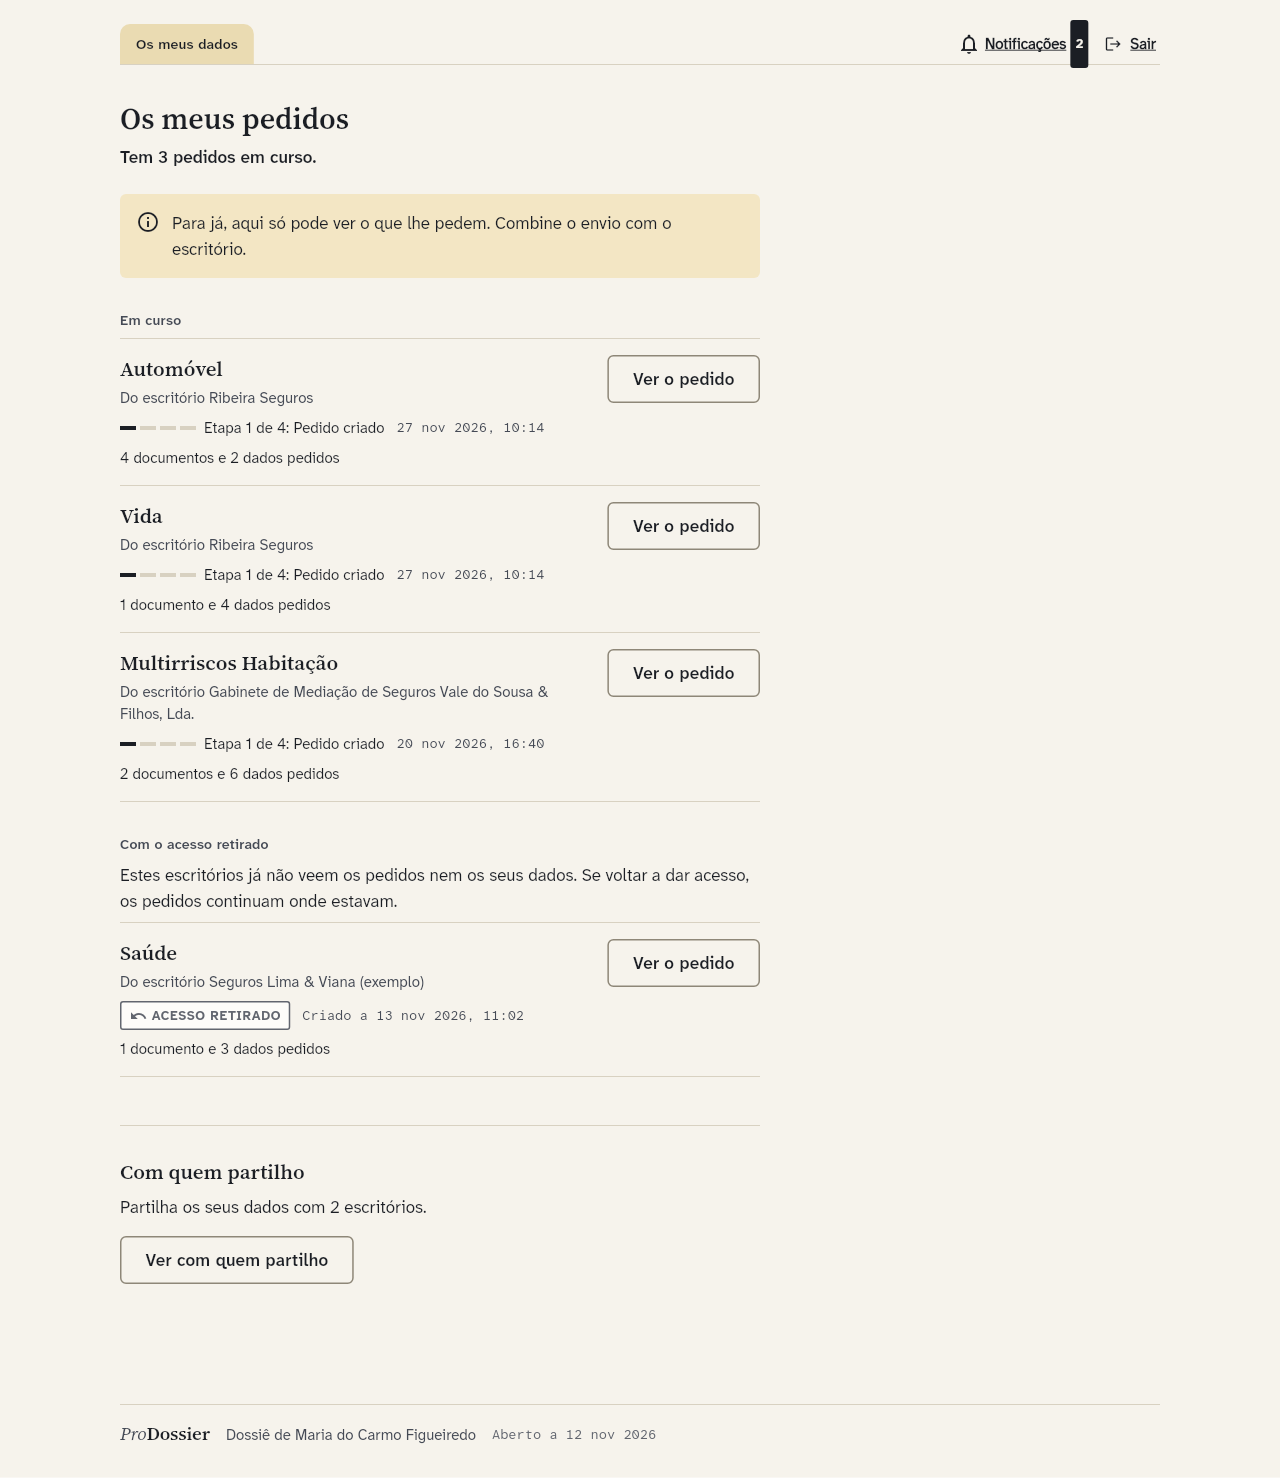 Os meus dados
Notificações 2 Sair
Os meus pedidos
Tem 3 pedidos em curso.
Para já, aqui só pode ver o que lhe pedem. Combine o envio com o
escritório.
Em curso
Automóvel
Ver o pedido
Do escritório Ribeira Seguros
Etapa 1 de 4: Pedido criado 27 nov 2026, 10:14
4 documentos e 2 dados pedidos
Vida
Ver o pedido
Do escritório Ribeira Seguros
Etapa 1 de 4: Pedido criado 27 nov 2026, 10:14
1 documento e 4 dados pedidos
Multirriscos Habitação
Ver o pedido
Do escritório Gabinete de Mediação de Seguros Vale do Sousa &
Filhos, Lda.
Etapa 1 de 4: Pedido criado 20 nov 2026, 16:40
2 documentos e 6 dados pedidos
Com o acesso retirado
Estes escritórios já não veem os pedidos nem os seus dados. Se voltar a dar acesso,
os pedidos continuam onde estavam.
Saúde
Ver o pedido
Do escritório Seguros Lima & Viana (exemplo)
ACESSO RETIRADO Criado a 13 nov 2026, 11:02
1 documento e 3 dados pedidos
Com quem partilho
Partilha os seus dados com 2 escritórios.
Ver com quem partilho
ProDossier Dossiê de Maria do Carmo Figueiredo Aberto a 12 nov 2026